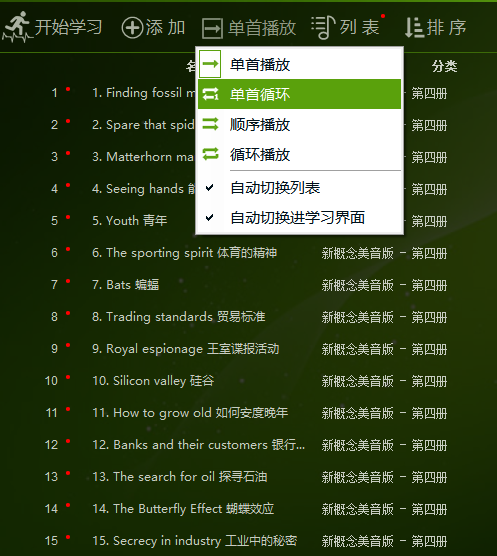 开始学习 添 加 单首播放 列 表 排 序
分类
单首播放
单首循环
顺序播放
循环播放
自动切换列表
自动切换进学习界面
1 1. Finding fossil 第四册
2 2. Spare that 第四册
3 3. Matterhorn 第四册
4 4. Seeing hands 第四册
5 5. Youth 青年 第四册
6 6. The sporting spirit 体育的精神 新概念美音版 - 第四册
7 7. Bats 蝙蝠 新概念美音版 - 第四册
8 8. Trading standards 贸易标准 新概念美音版 - 第四册
9 9. Royal espionage 王室谍报活动 新概念美音版 - 第四册
10 10. Silicon valley 硅谷 新概念美音版 - 第四册
11 11. How to grow old 如何安度晚年 新概念美音版 - 第四册
12 12. Banks and their customers 银行... 新概念美音版 - 第四册
13 13. The search for oil 探寻石油 新概念美音版 - 第四册
14 14. The Butterfly Effect 蝴蝶效应 新概念美音版 - 第四册
15 15. Secrecy in industry 工业中的秘密 新概念美音版 - 第四册